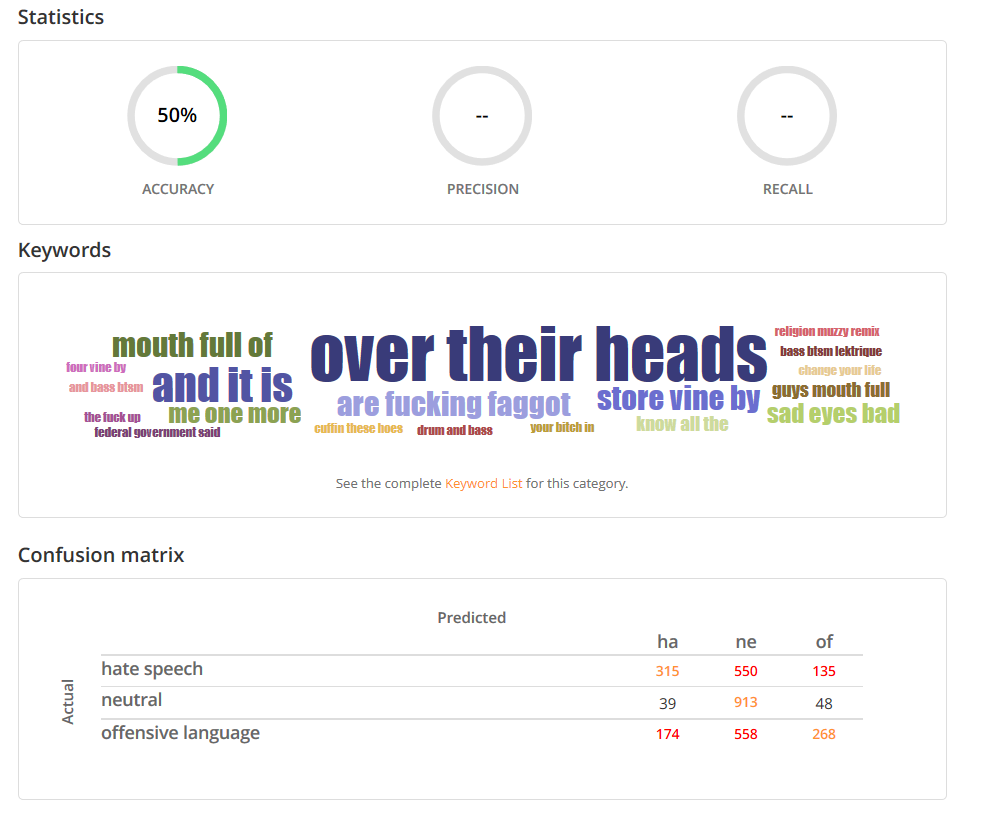 Statistics
50%
--
--
ACCURACY
PRECISION
RECALL
Keywords
over their heads
mouth full of
religion muzzy remix
bass btsm lektrique
four vine by
and it is
change your life
and bass btsm
are fucking faggot
store vine by
guys mouth full
the fuck up
me one more
sad eyes bad
federal government said
cuffin these hoes
drum and bass
your bitch in
know all the
See the complete Keyword List for this category.
Confusion matrix
Predicted
ha ne of
Actual
hate speech 315 550 135
neutral 39 913 48
offensive language 174 558 268